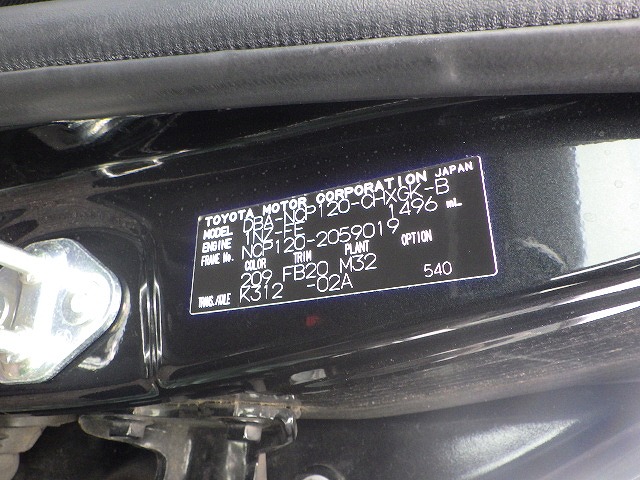 TOYOTA MOTOR CORPORATION JAPAN
MODEL DBA-NCP120-CHXGK-B
ENGINE 1NZ-FE 1496 mL
FRAME No. NCP120-2059019
COLOR TRIM PLANT OPTION
209 FB20 M32
TRANS./AXLE K312 -02A 540